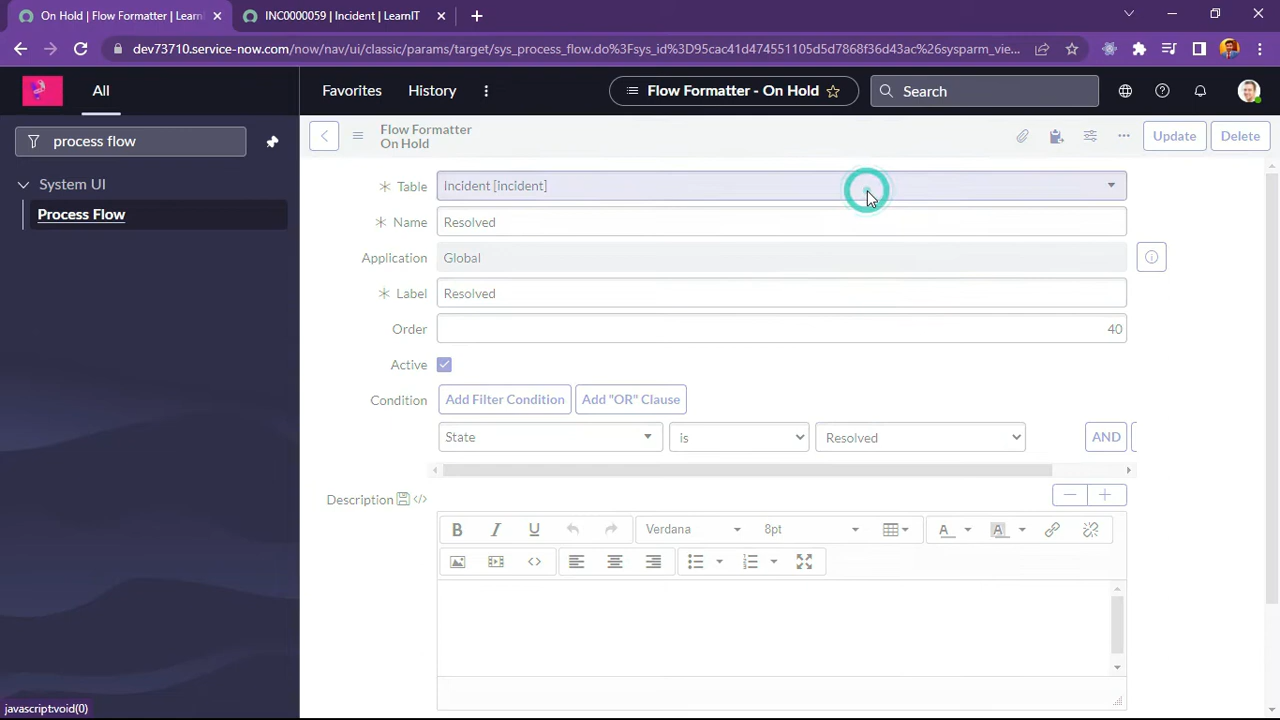 On Hold | Flow Formatter | Learn
INC0000059 | Incident | LearnIT
dev73710.service-now.com/now/nav/ui/classic/params/target/sys_process_flow.do%3Fsys_id%3D95cac41d474551105d5d7868f36d43ac%26sysparm_vie...
All
Favorites
History
Flow Formatter - On Hold
Search
process flow
System UI
Process Flow
Flow Formatter
On Hold
Update
Delete
Table
Incident [incident]
Name
Resolved
Application
Global
Label
Resolved
Order
40
Active
Condition
Add Filter Condition
Add "OR" Clause
State
is
Resolved
AND
Description
B I U
Verdana
8pt
A
A
javascript:void(0)